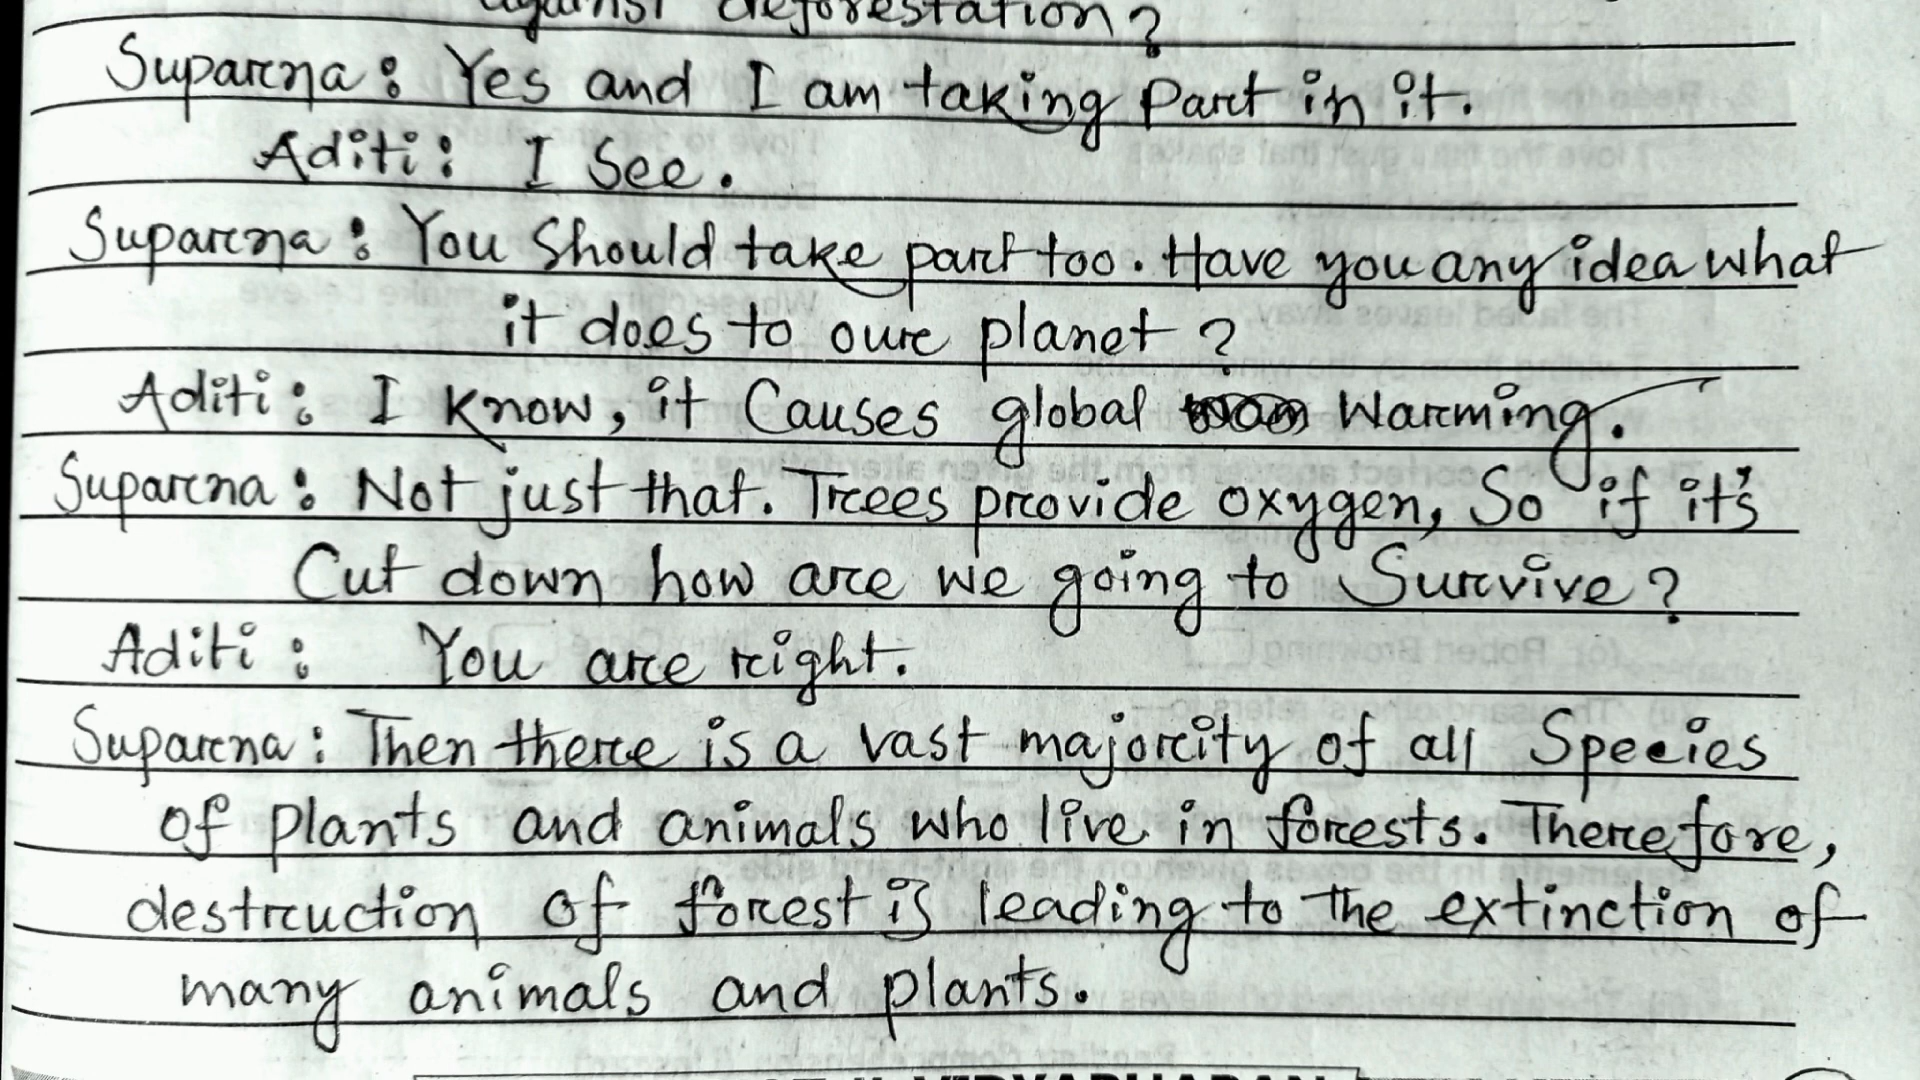 against deforestation?
Suparna: Yes and I am taking Part in it.
Aditi: I See.
Suparna: You Should take part too. Have you any idea what
it does to our planet?
Aditi: I know, it Causes global Warming.
Suparna: Not just that. Trees provide oxygen, So if it's
Cut down how are we going to Survive?
Aditi: You are right.
Suparna: Then there is a vast majority of all Species
of plants and animals who live in forests. Therefore,
destruction of forest is leading to the extinction of
many animals and plants.